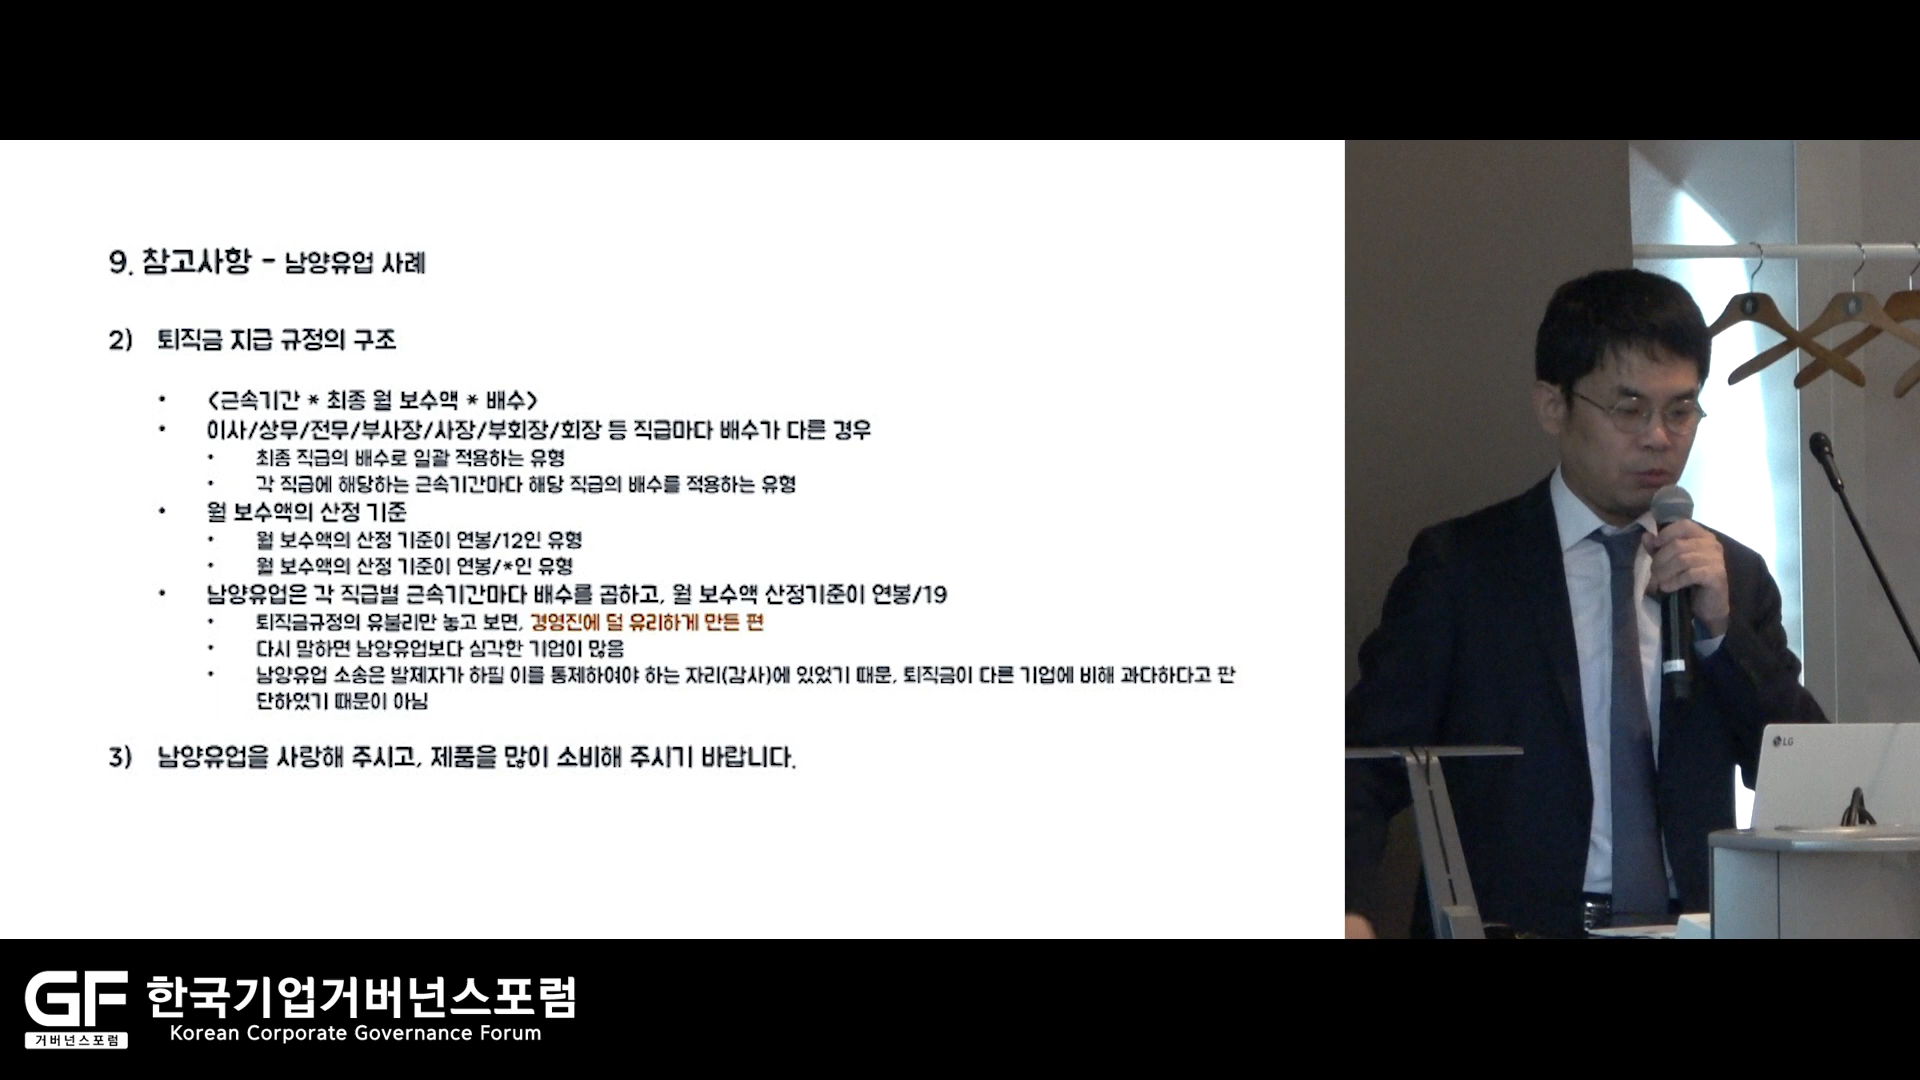 9. 참고사항 - 남양유업 사례
2) 퇴직금 지급 규정의 구조
• <근속기간 * 최종 월 보수액 * 배수>
• 이사/상무/전무/부사장/사장/부회장/회장 등 직급마다 배수가 다른 경우
• 최종 직급의 배수로 일괄 적용하는 유형
• 각 직급에 해당하는 근속기간마다 해당 직급의 배수를 적용하는 유형
• 월 보수액의 산정 기준
• 월 보수액의 산정 기준이 연봉/12인 유형
• 월 보수액의 산정 기준이 연봉/*인 유형
• 남양유업은 각 직급별 근속기간마다 배수를 곱하고, 월 보수액 산정기준이 연봉/19
• 퇴직금규정의 유불리만 놓고 보면, 경영진에 덜 유리하게 만든 편
• 다시 말하면 남양유업보다 심각한 기업이 많음
• 남양유업 소송은 발제자가 하필 이를 통제하여야 하는 자리(감사)에 있었기 때문, 퇴직금이 다른 기업에 비해 과다하다고 판
단하였기 때문이 아님
3) 남양유업을 사랑해 주시고, 제품을 많이 소비해 주시기 바랍니다.
LG
GF 한국기업거버넌스포럼
거버넌스포럼 Korean Corporate Governance Forum